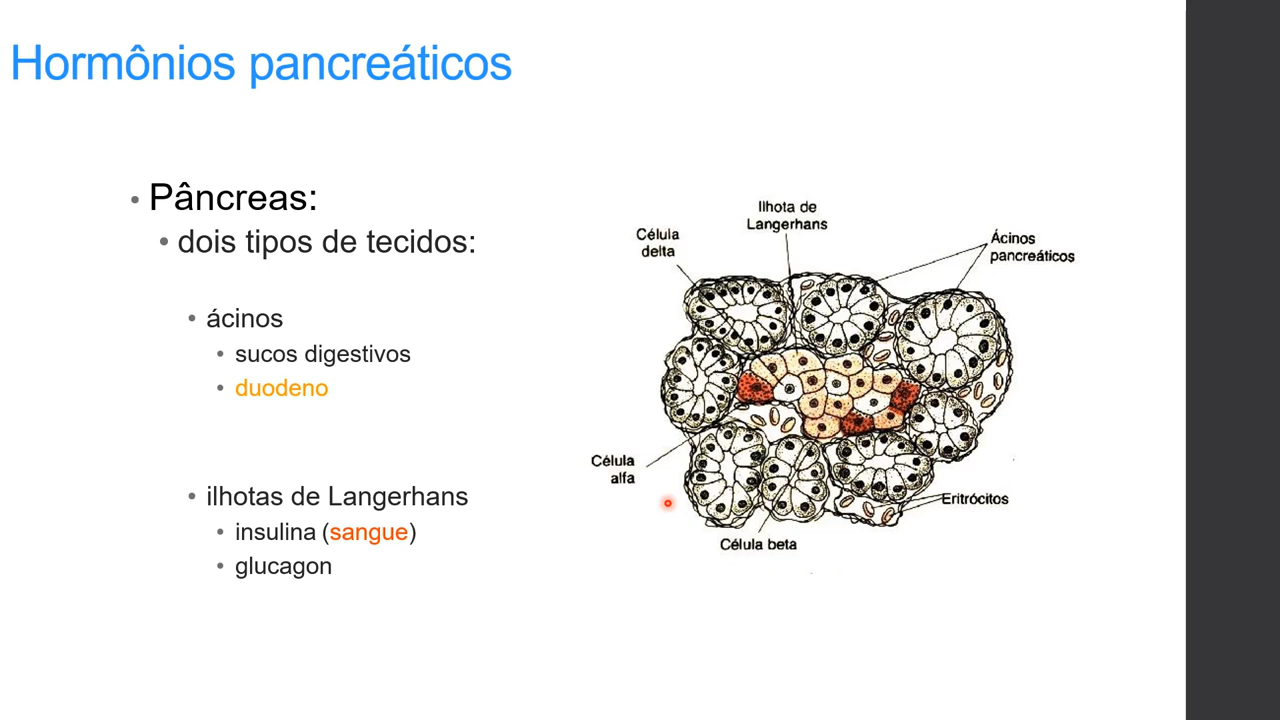 Hormônios pancreáticos
• Pâncreas:
• dois tipos de tecidos:
• ácinos
• sucos digestivos
• duodeno
• ilhotas de Langerhans
• insulina (sangue)
• glucagon
Ilhota de
Langerhans
Célula
delta
Ácinos
pancreáticos
Célula
alfa
Eritrócitos
Célula beta